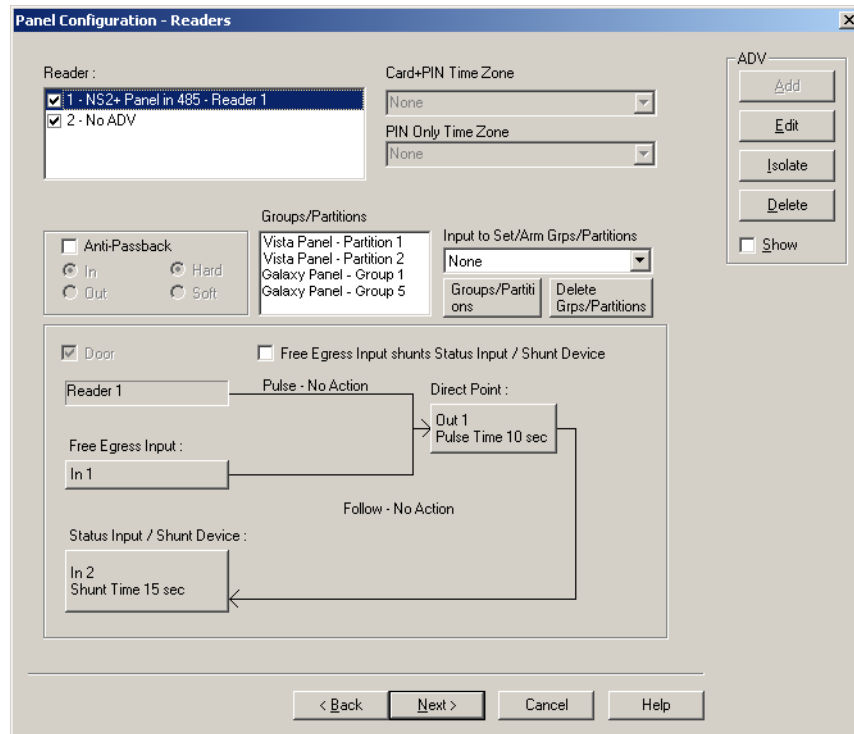 Panel Configuration - Readers
Reader :
1 - NS2+ Panel in 485 - Reader 1
2 - No ADV
Card+PIN Time Zone
None
PIN Only Time Zone
None
ADV
Add
Edit
Isolate
Delete
Show
Anti-Passback
In
Hard
Out
Soft
Groups/Partitions
Vista Panel - Partition 1
Vista Panel - Partition 2
Galaxy Panel - Group 1
Galaxy Panel - Group 5
Input to Set/Arm Grps/Partitions
None
Groups/Partiti
ons
Delete
Grps/Partitions
Door
Free Egress Input shunts Status Input / Shunt Device
Reader 1
Pulse - No Action
Direct Point :
Out 1
Pulse Time 10 sec
Free Egress Input :
In 1
Follow - No Action
Status Input / Shunt Device :
In 2
Shunt Time 15 sec
< Back
Next >
Cancel
Help